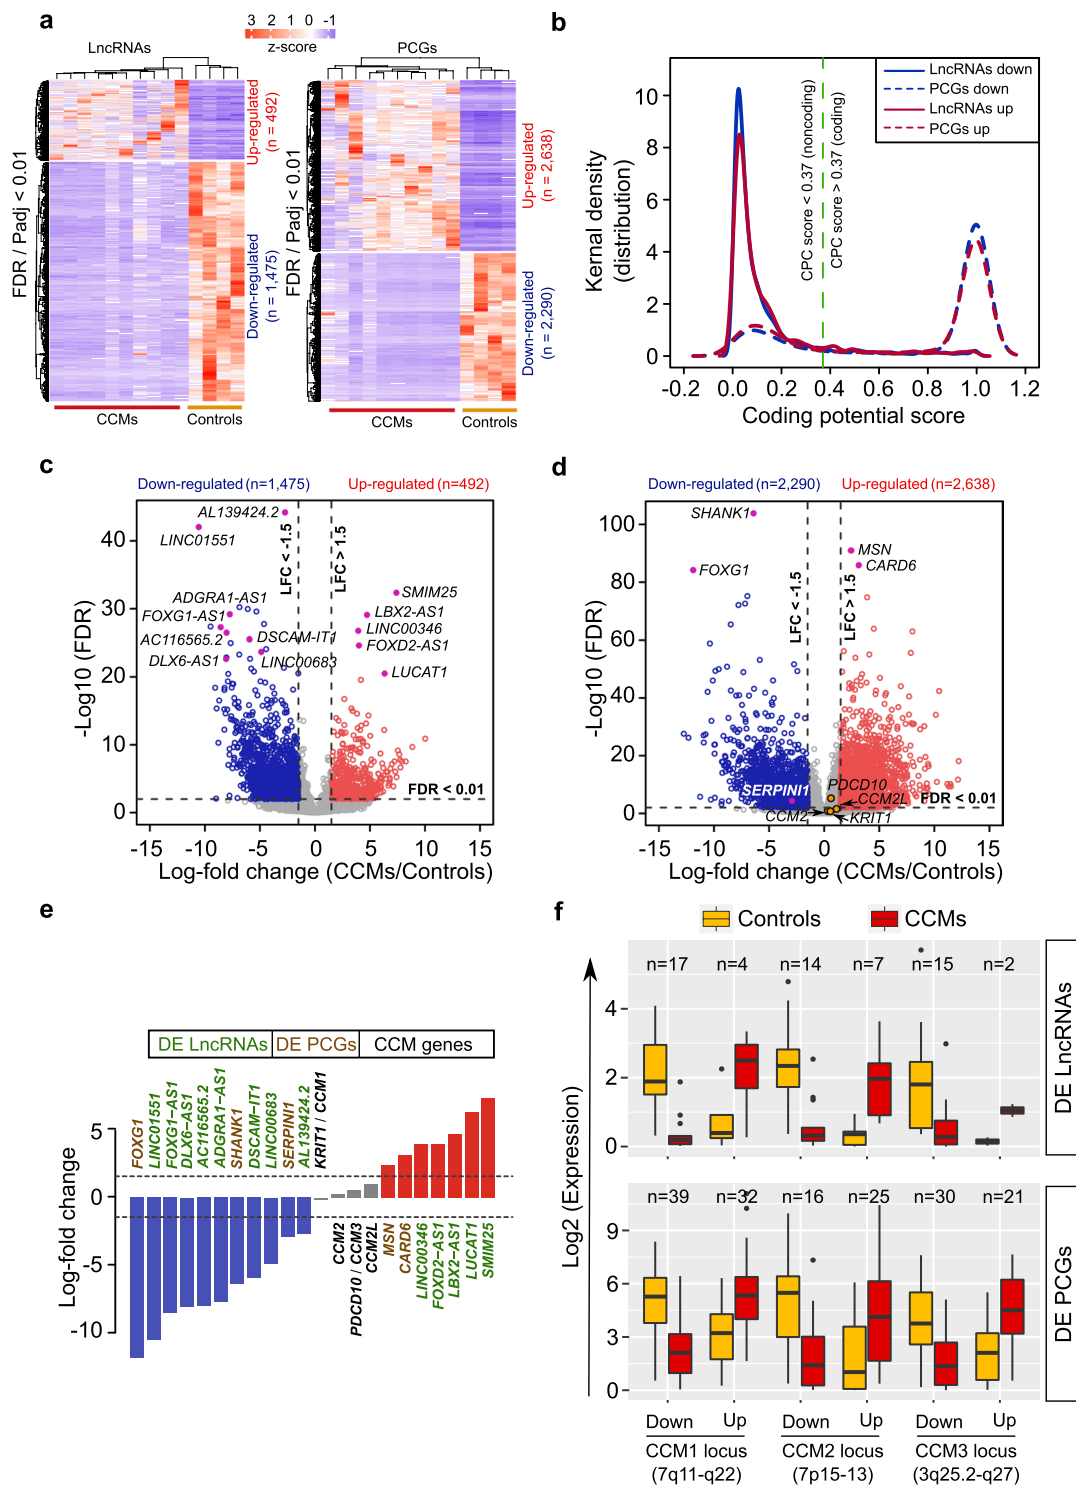 a
3 2 1 0 -1
z-score
LncRNAs
PCGs
FDR / Padj < 0.01
Up-regulated
(n = 492)
Down-regulated
(n = 1,475)
FDR / Padj < 0.01
Up-regulated
(n = 2,638)
Down-regulated
(n = 2,290)
CCMs
Controls
CCMs
Controls
b
LncRNAs down
PCGs down
LncRNAs up
PCGs up
CPC score < 0.37 (noncoding)
CPC score > 0.37 (coding)
Kernal density
(distribution)
10
8
6
4
2
0
-0.2 0.0 0.2 0.4 0.6 0.8 1.0 1.2
Coding potential score
c
Down-regulated (n=1,475)
Up-regulated (n=492)
AL139424.2
LINC01551
LFC < -1.5
LFC > 1.5
ADGRA1-AS1
FOXG1-AS1
AC116565.2
DLX6-AS1
DSCAM-IT1
LINC00683
SMIM25
LBX2-AS1
LINC00346
FOXD2-AS1
LUCAT1
FDR < 0.01
-Log10 (FDR)
40
30
20
10
0
-15 -10 -5 0 5 10 15
Log-fold change (CCMs/Controls)
d
Down-regulated (n=2,290)
Up-regulated (n=2,638)
SHANK1
FOXG1
MSN
CARD6
LFC < -1.5
LFC > 1.5
SERPINI1
PDCD10
CCM2L
CCM2
KRIT1
FDR < 0.01
-Log10 (FDR)
100
80
60
40
20
0
-15 -10 -5 0 5 10 15
Log-fold change (CCMs/Controls)
e
DE LncRNAs
DE PCGs
CCM genes
FOXG1
LINC01551
FOXG1−AS1
DLX6−AS1
AC116565.2
ADGRA1−AS1
SHANK1
DSCAM−IT1
LINC00683
SERPINI1
AL139424.2
KRIT1 / CCM1
CCM2
PDCD10 / CCM3
CCM2L
MSN
CARD6
LINC00346
FOXD2−AS1
LBX2−AS1
LUCAT1
SMIM25
Log-fold change
5
0
-5
-10
f
Controls
CCMs
n=17 n=4 n=14 n=7 n=15 n=2
4
2
0
DE LncRNAs
n=39 n=32 n=16 n=25 n=30 n=21
9
6
3
0
DE PCGs
Log2 (Expression)
Down Up Down Up Down Up
CCM1 locus
(7q11-q22)
CCM2 locus
(7p15-13)
CCM3 locus
(3q25.2-q27)